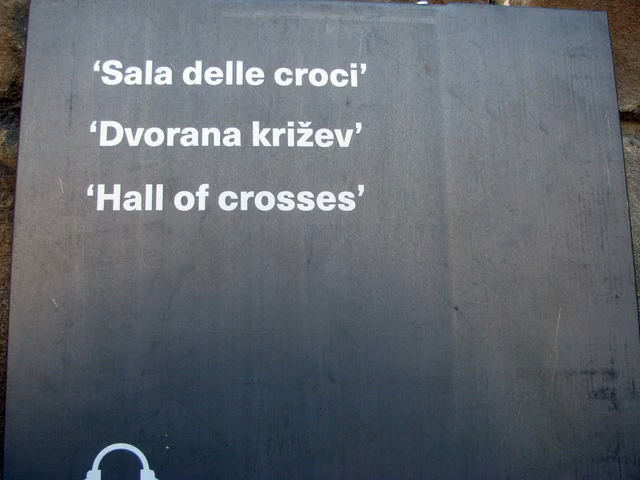 ‘Sala delle croci’
‘Dvorana križev’
‘Hall of crosses’